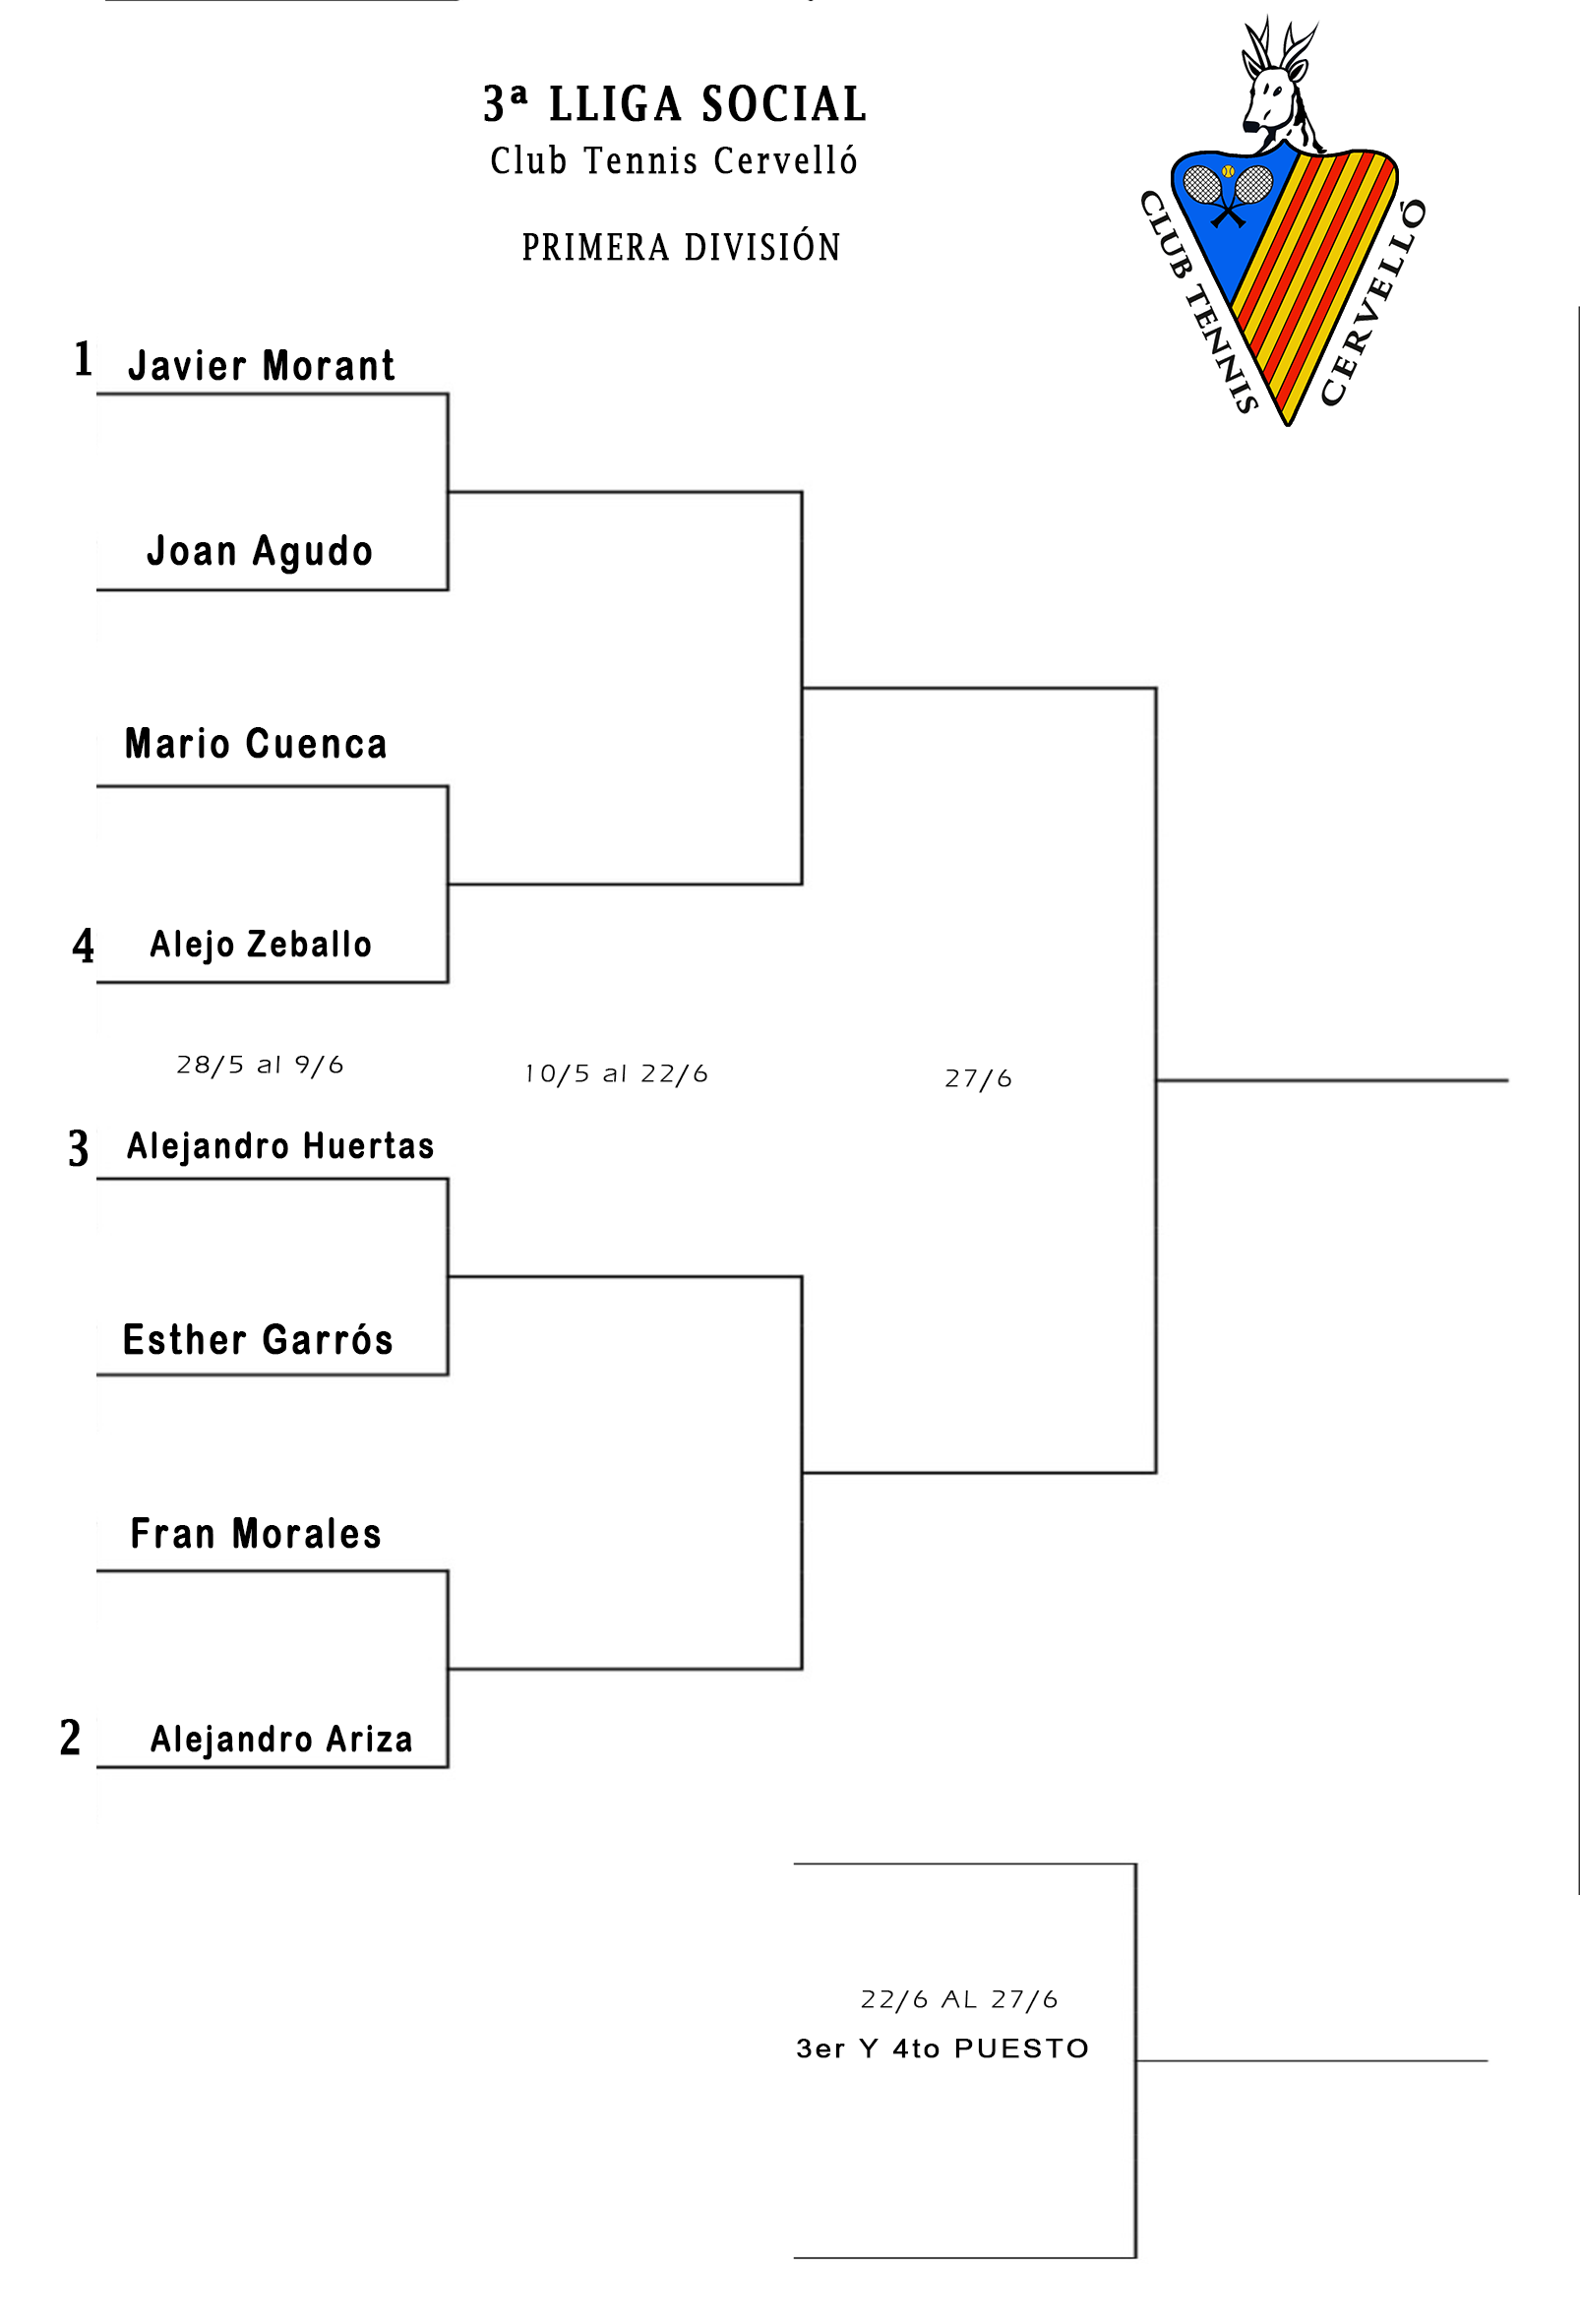 3ª LLIGA SOCIAL
Club Tennis Cervelló
PRIMERA DIVISIÓN
CLUB TENNIS
CERVELLÓ
1 Javier Morant
Joan Agudo
Mario Cuenca
4 Alejo Zeballo
28/5 al 9/6
10/5 al 22/6
27/6
3 Alejandro Huertas
Esther Garrós
Fran Morales
2 Alejandro Ariza
22/6 AL 27/6
3er Y 4to PUESTO